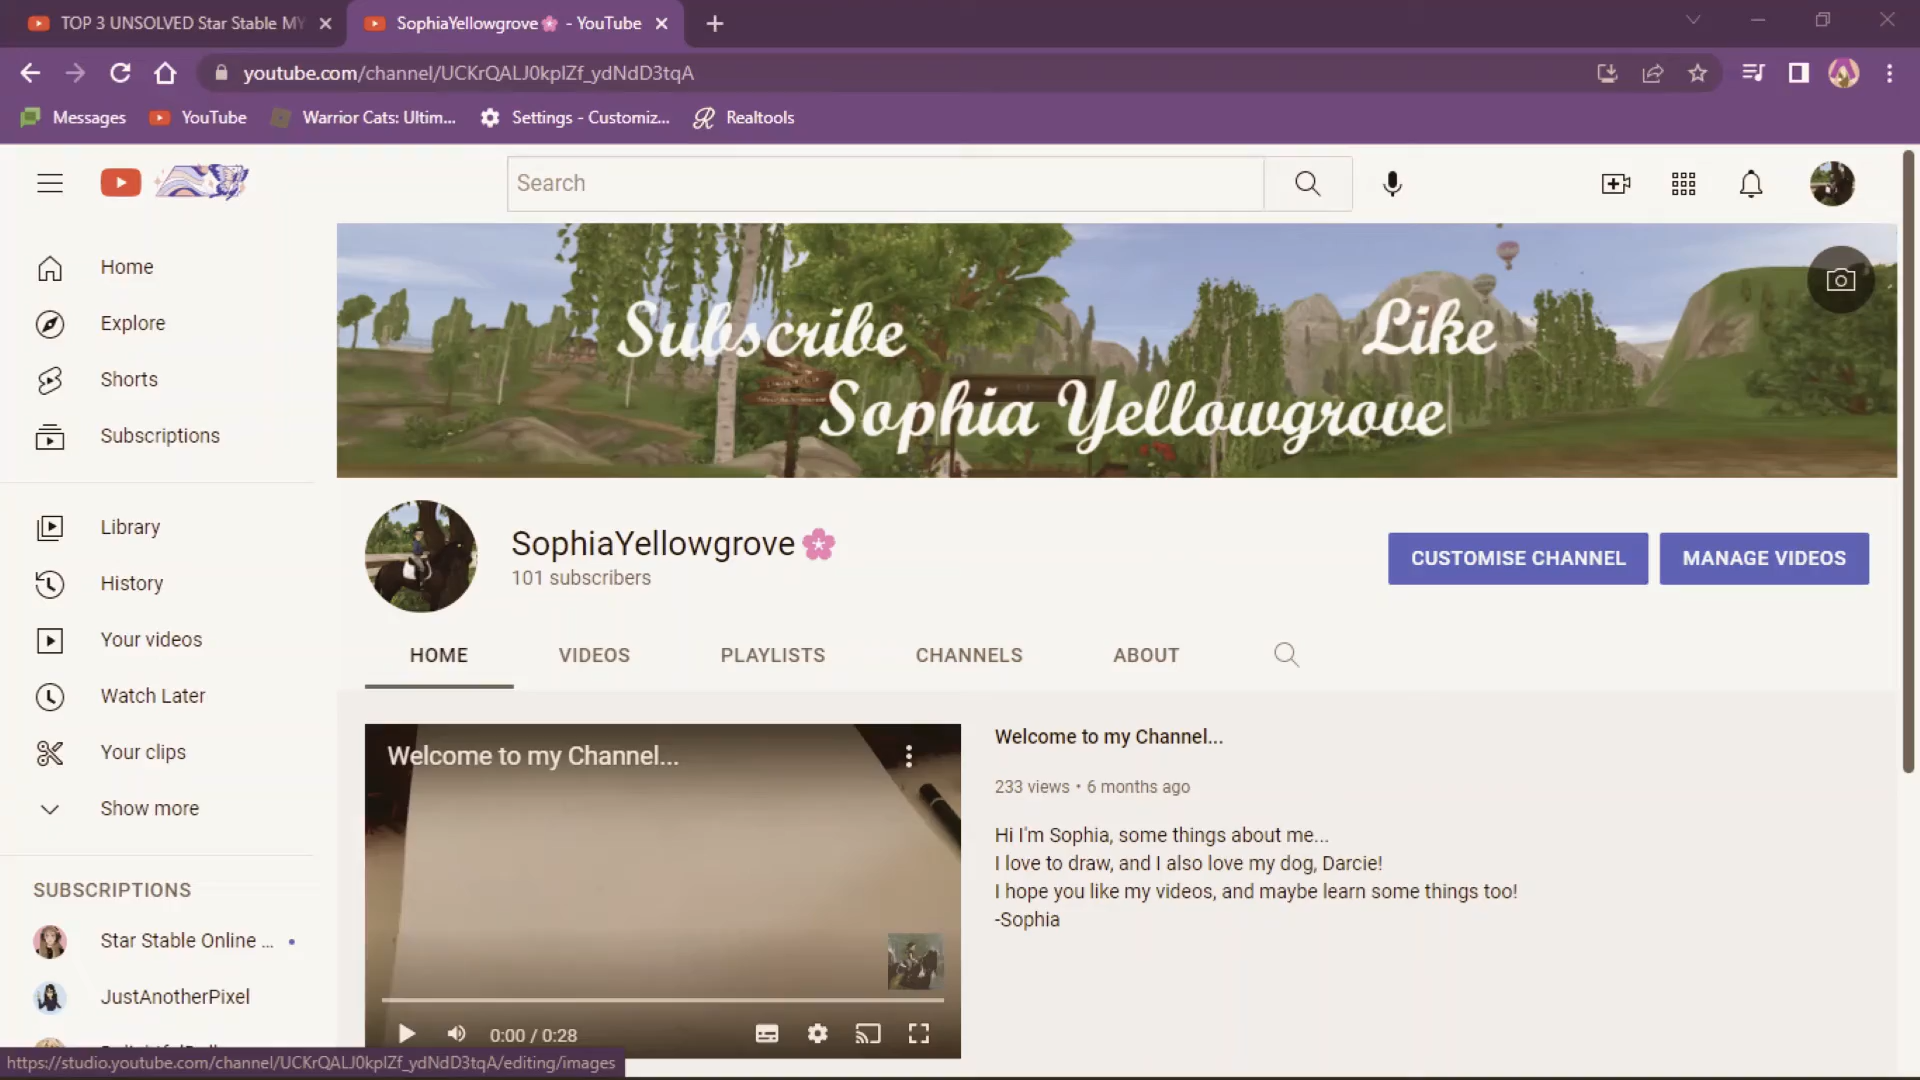 TOP 3 UNSOLVED Star Stable MY
SophiaYellowgrove🌸 - YouTube
youtube.com/channel/UCKrQALJ0kplZf_ydNdD3tqA
Messages
YouTube
Warrior Cats: Ultim...
Settings - Customiz...
Realtools
Search
Home
Explore
Shorts
Subscriptions
Library
History
Your videos
Watch Later
Your clips
Show more
SUBSCRIPTIONS
Star Stable Online ...
JustAnotherPixel
Subscribe
Like
Sophia Yellowgrove
SophiaYellowgrove🌸
101 subscribers
CUSTOMISE CHANNEL
MANAGE VIDEOS
HOME
VIDEOS
PLAYLISTS
CHANNELS
ABOUT
Welcome to my Channel...
0:00 / 0:28
Welcome to my Channel...
233 views • 6 months ago
Hi I'm Sophia, some things about me...
I love to draw, and I also love my dog, Darcie!
I hope you like my videos, and maybe learn some things too!
-Sophia
https://studio.youtube.com/channel/UCKrQALJ0kplZf_ydNdD3tqA/editing/images